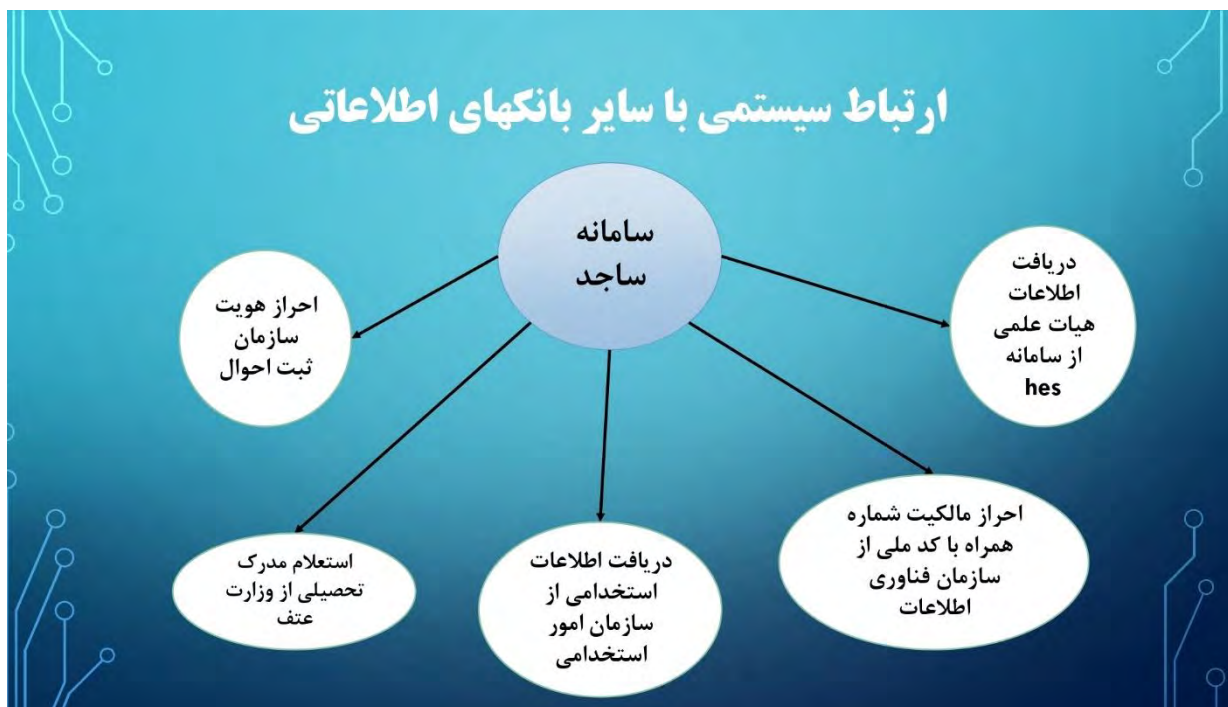 ارتباط سیستمی با سایر بانکهای اطلاعاتی
سامانه
ساجد
دریافت
اطلاعات
هیات علمی
از سامانه
hes
احراز هویت
سازمان
ثبت احوال
احراز مالکیت شماره
همراه با کد ملی از
سازمان فناوری
اطلاعات
دریافت اطلاعات
استخدامی از
سازمان امور
استخدامی
استعلام مدرک
تحصیلی از وزارت
عتف